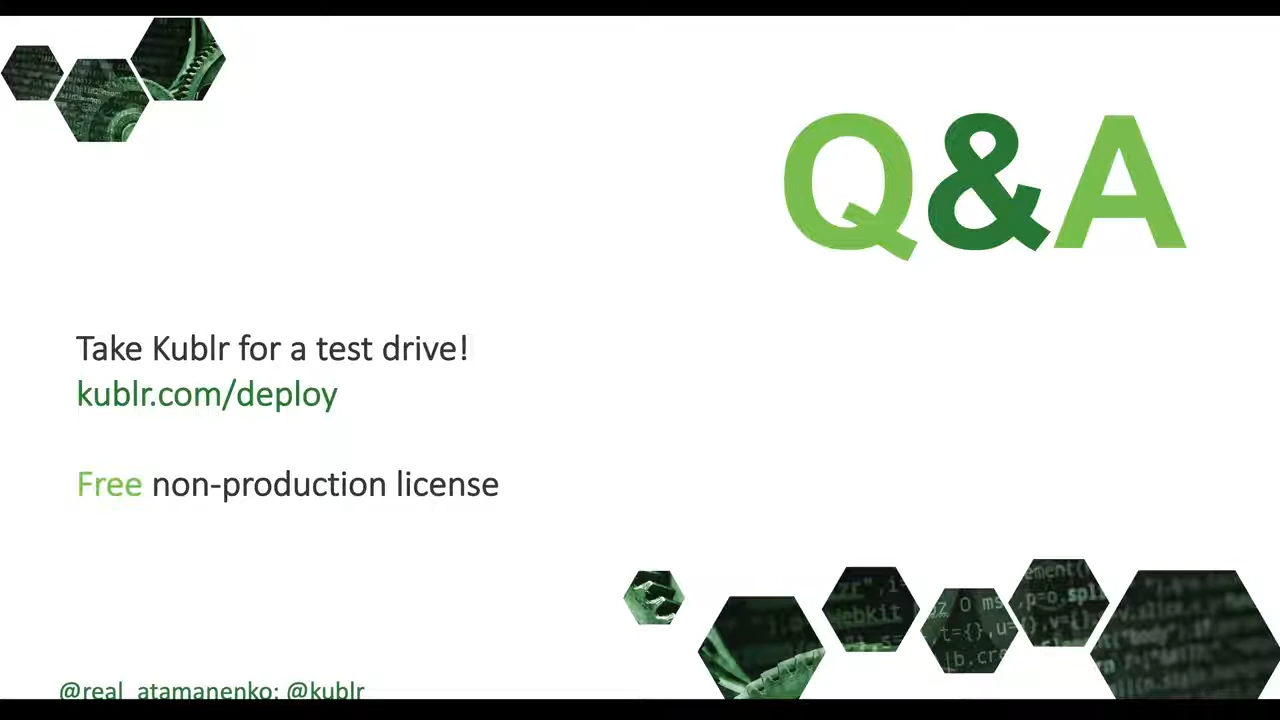 Q&A
Take Kublr for a test drive!
kublr.com/deploy
Free non-production license
@real_atamanenko; @kublr